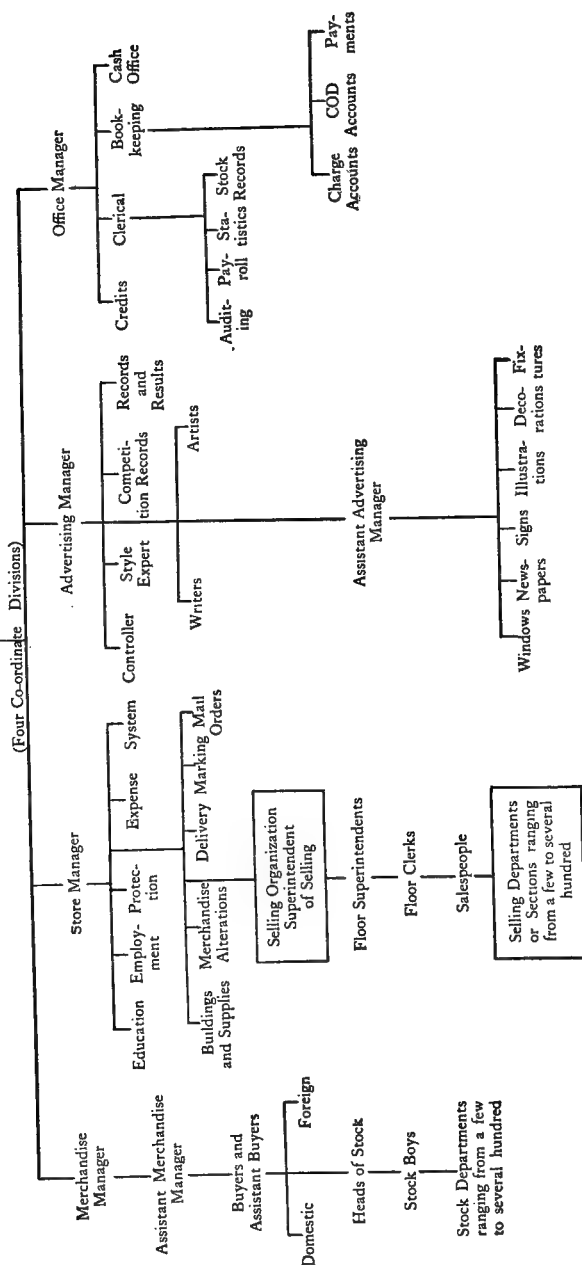 (Four Co-ordinate Divisions)
Merchandise
Manager
Assistant Merchandise
Manager
Buyers and
Assistant Buyers
Domestic
Foreign
Heads of Stock
Stock Boys
Stock Departments
ranging from a few
to several hundred
Store Manager
Education
Employ-
ment
Protec-
tion
Expense
System
Buildings
and Supplies
Merchandise
Alterations
Delivery
Marking
Mail
Orders
Selling Organization
Superintendent
of Selling
Floor Superintendents
Floor Clerks
Salespeople
Selling Departments
or Sections ranging
from a few to several
hundred
Advertising Manager
Controller
Style
Expert
Competi-
tion Records
Records
and
Results
Writers
Artists
Assistant Advertising
Manager
Windows
News-
papers
Signs
Illustra-
tions
Deco-
rations
Fix-
tures
Office Manager
Credits
Clerical
Book-
keeping
Cash
Office
Audit-
ing
Pay-
roll
Sta-
tistics
Stock
Records
Charge
Accounts
COD
Accounts
Pay-
ments